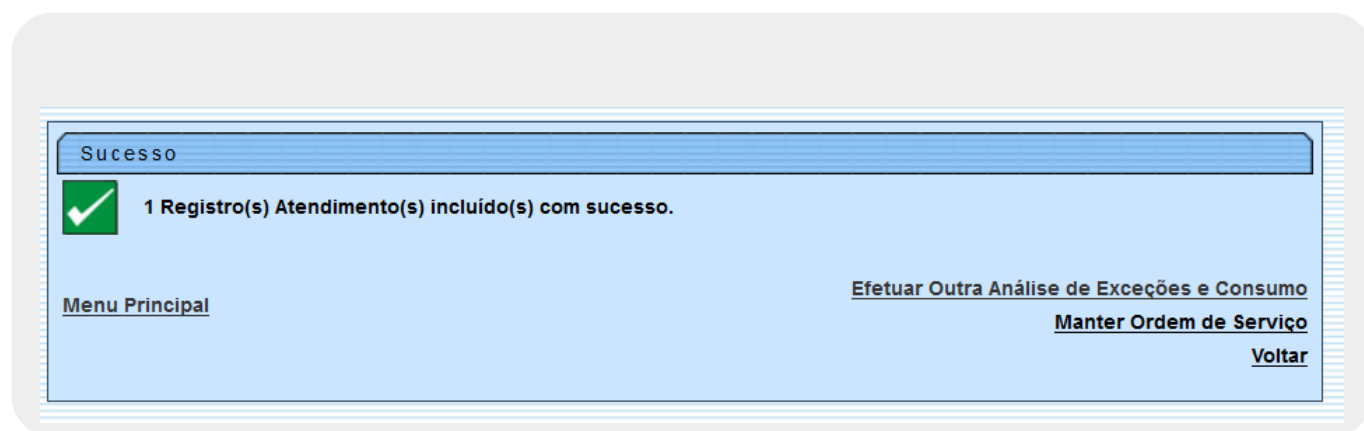 Sucesso
1 Registro(s) Atendimento(s) incluído(s) com sucesso.
Menu Principal
Efetuar Outra Análise de Exceções e Consumo
Manter Ordem de Serviço
Voltar